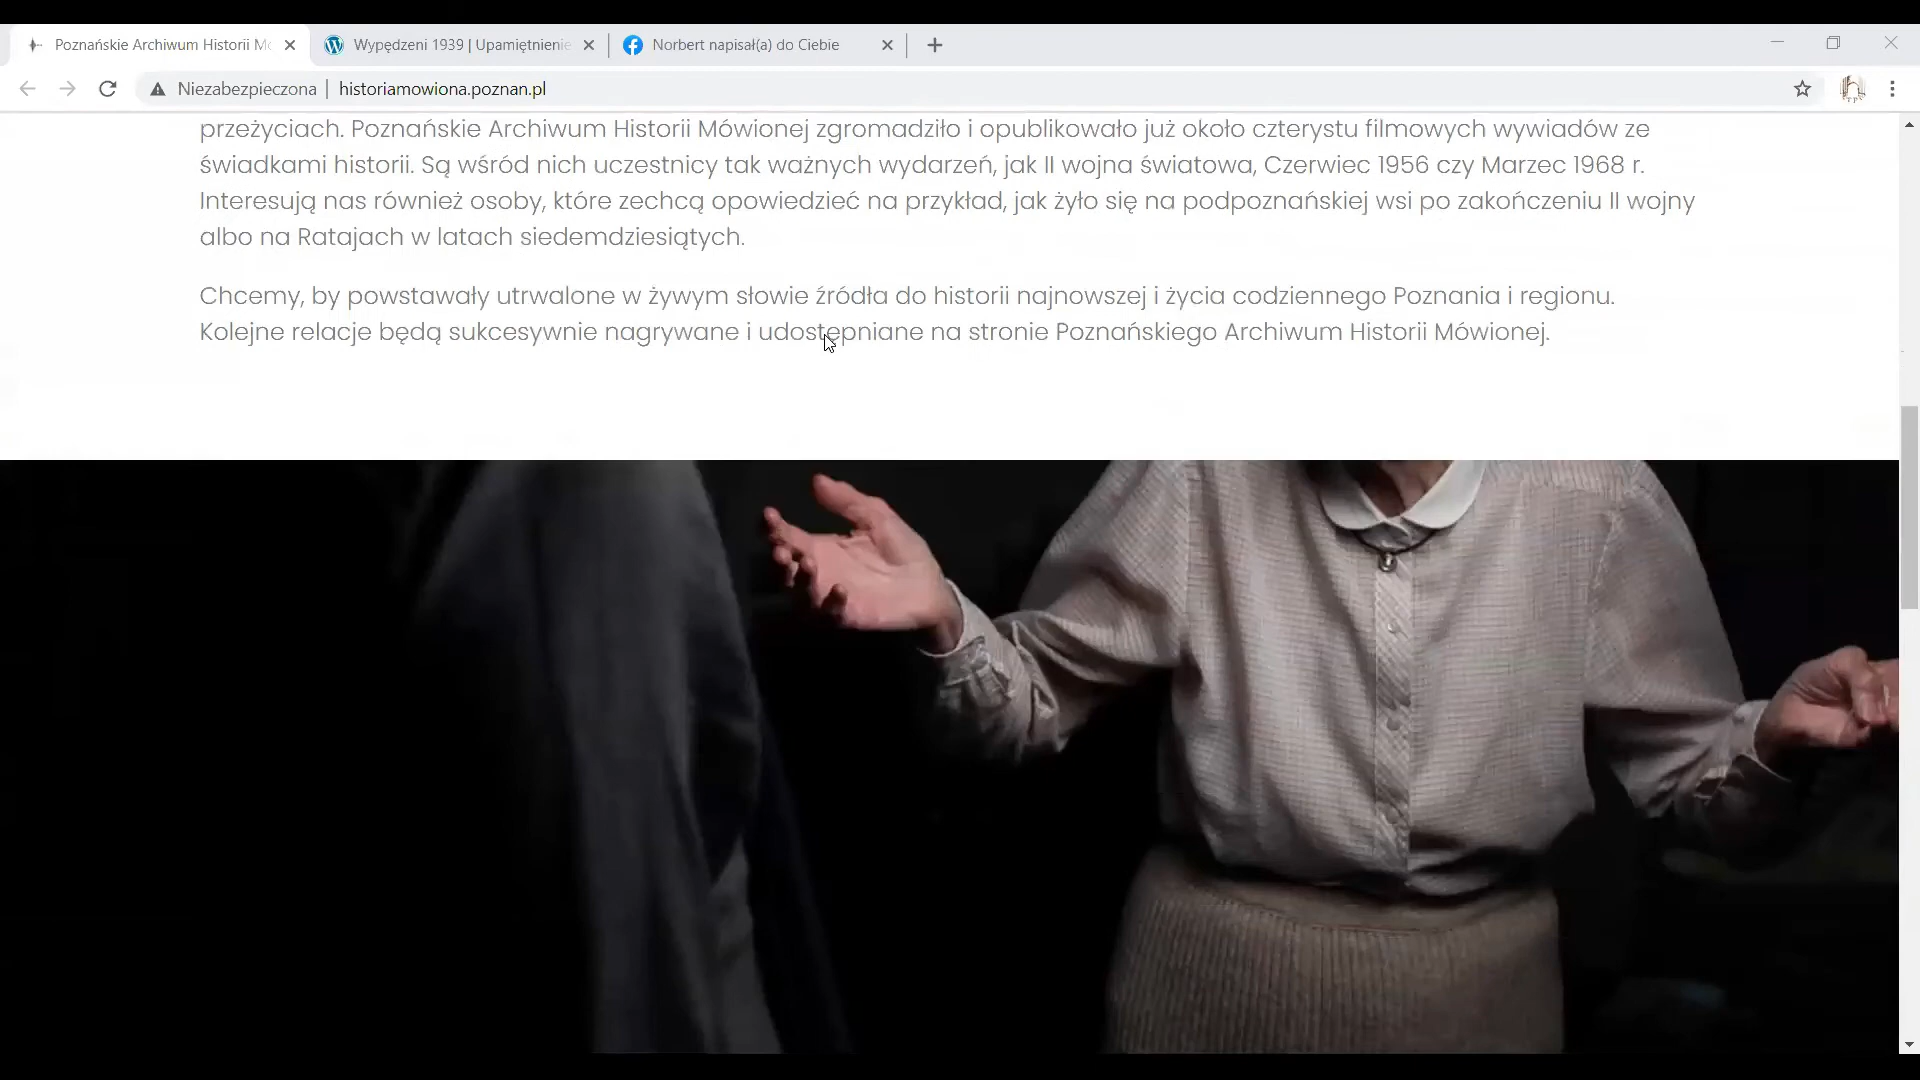 Poznańskie Archiwum Historii Mó
Wypędzeni 1939 | Upamiętnienie
Norbert napisał(a) do Ciebie
Niezabezpieczona | historiamowiona.poznan.pl
przeżyciach. Poznańskie Archiwum Historii Mówionej zgromadziło i opublikowało już około czterystu filmowych wywiadów ze
świadkami historii. Są wśród nich uczestnicy tak ważnych wydarzeń, jak II wojna światowa, Czerwiec 1956 czy Marzec 1968 r.
Interesują nas również osoby, które zechcą opowiedzieć na przykład, jak żyło się na podpoznańskiej wsi po zakończeniu II wojny
albo na Ratajach w latach siedemdziesiątych.
Chcemy, by powstawały utrwalone w żywym słowie źródła do historii najnowszej i życia codziennego Poznania i regionu.
Kolejne relacje będą sukcesywnie nagrywane i udostępniane na stronie Poznańskiego Archiwum Historii Mówionej.